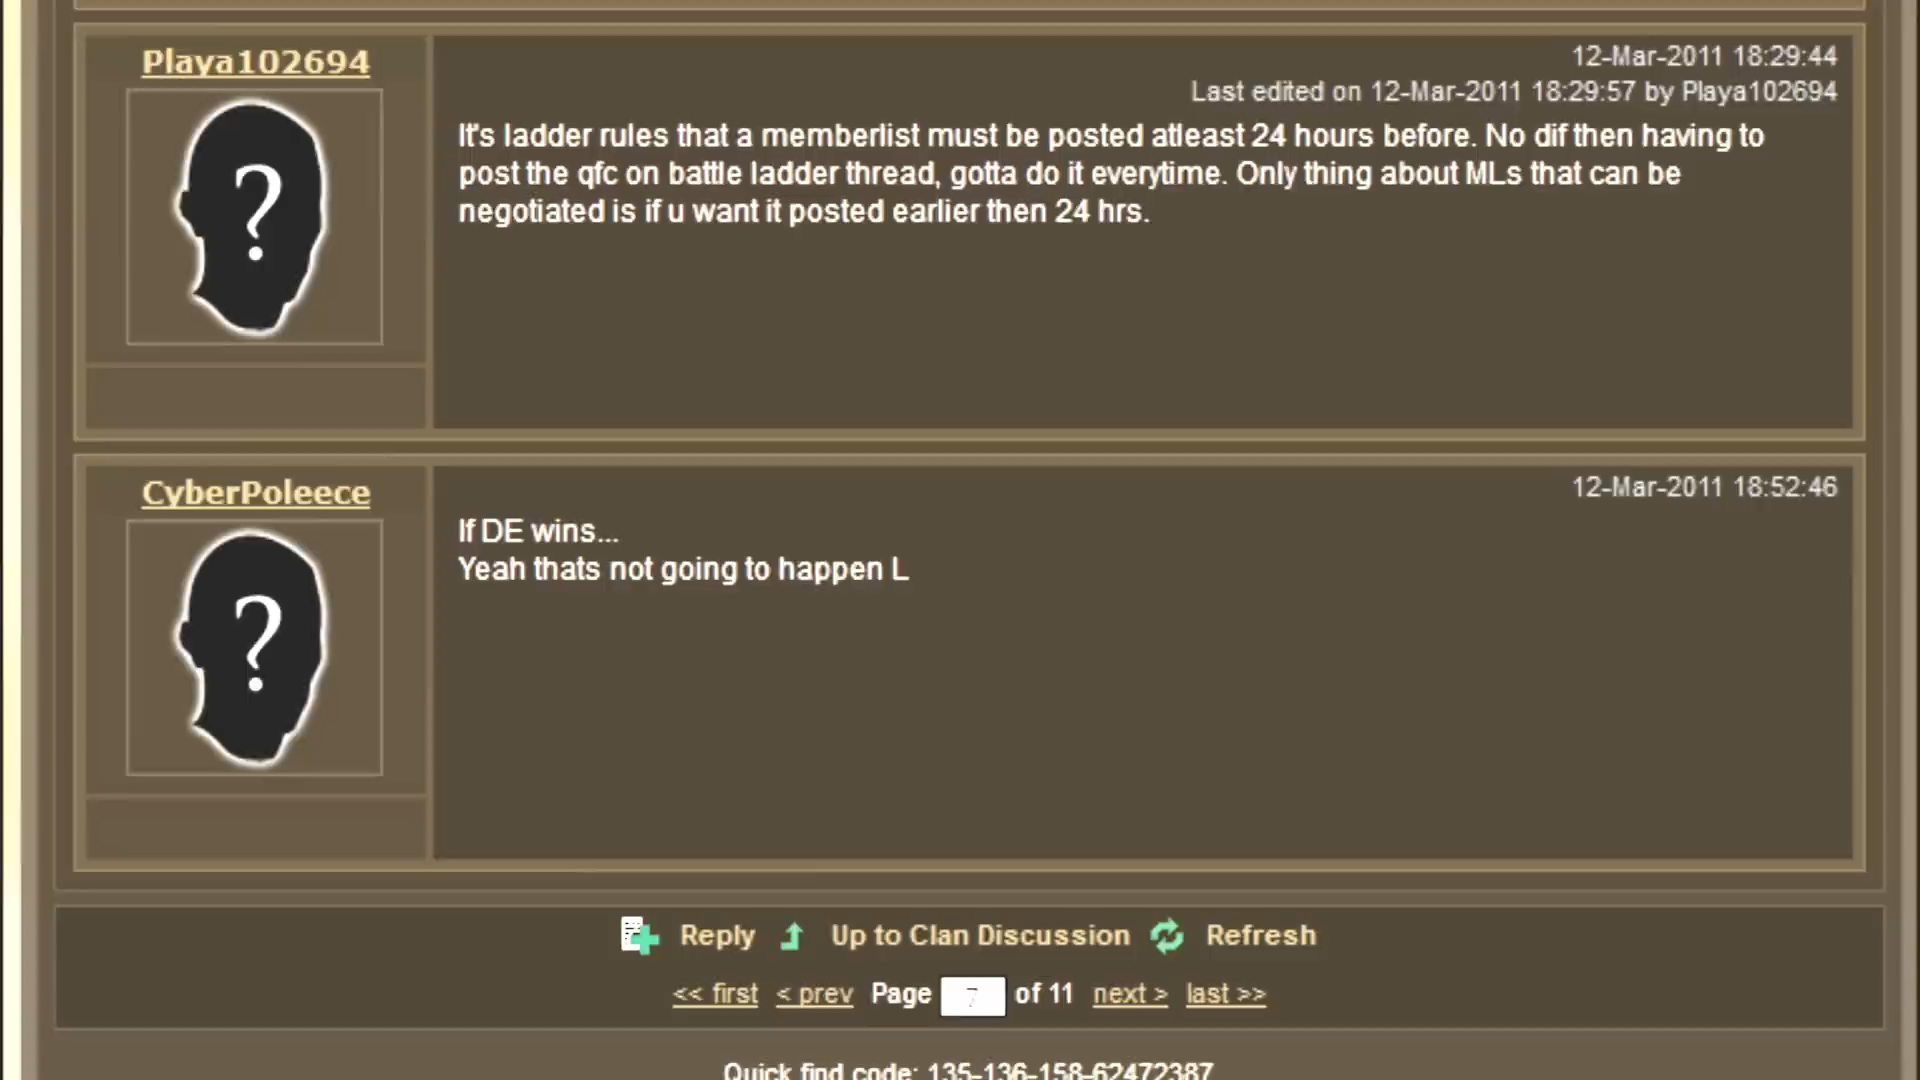 Playa102694
12-Mar-2011 18:29:44
Last edited on 12-Mar-2011 18:29:57 by Playa102694
?
It's ladder rules that a memberlist must be posted atleast 24 hours before. No dif then having to
post the qfc on battle ladder thread, gotta do it everytime. Only thing about MLs that can be
negotiated is if u want it posted earlier then 24 hrs.
CyberPoleece
12-Mar-2011 18:52:46
?
If DE wins...
Yeah thats not going to happen L
Reply Up to Clan Discussion Refresh
<< first < prev Page 7 of 11 next > last >>
Quick find code: 135-136-158-62472387